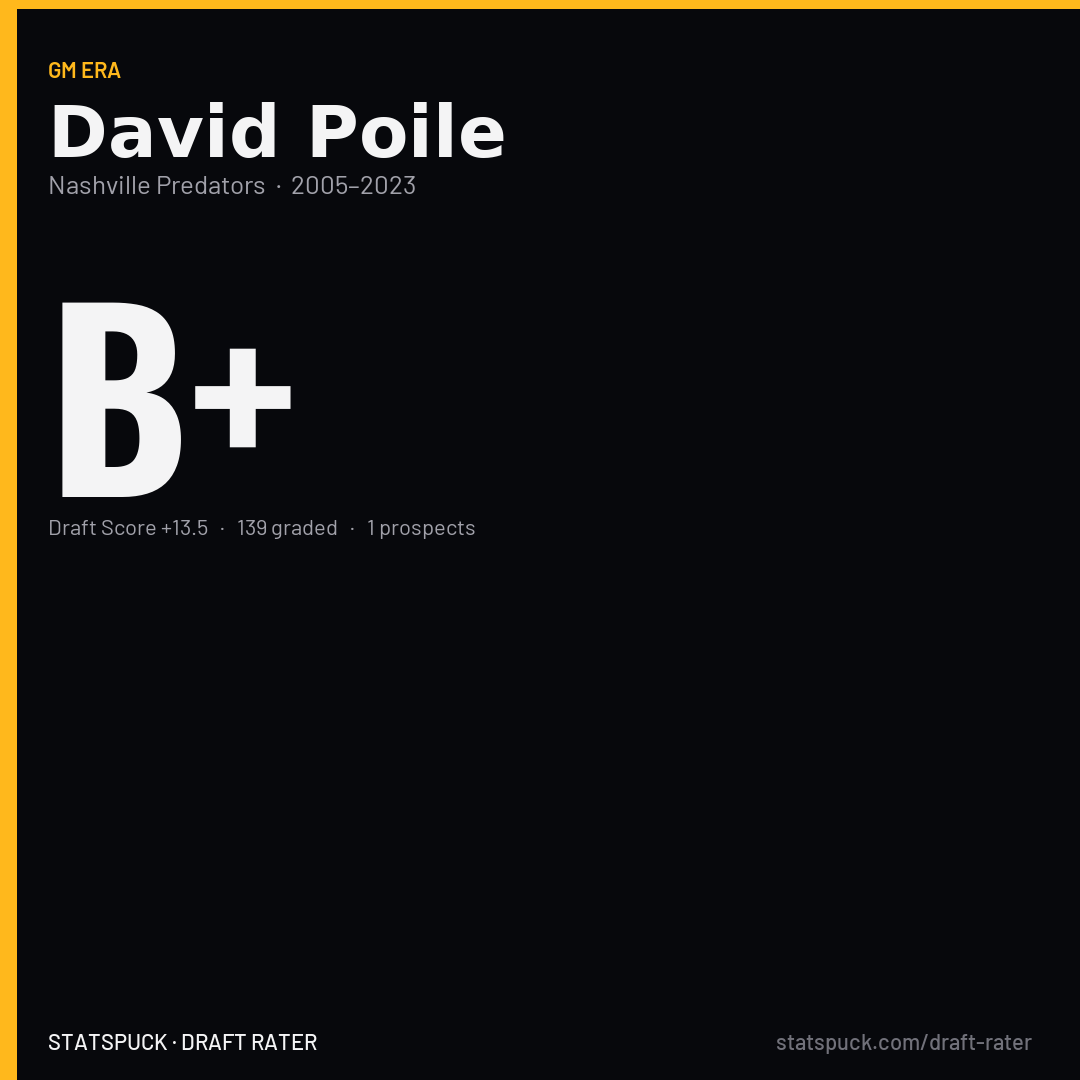 GM ERA
David Poile
Nashville Predators · 2005–2023
B+
Draft Score +13.5 · 139 graded · 1 prospects
STATSPUCK · DRAFT RATER
statspuck.com/draft-rater